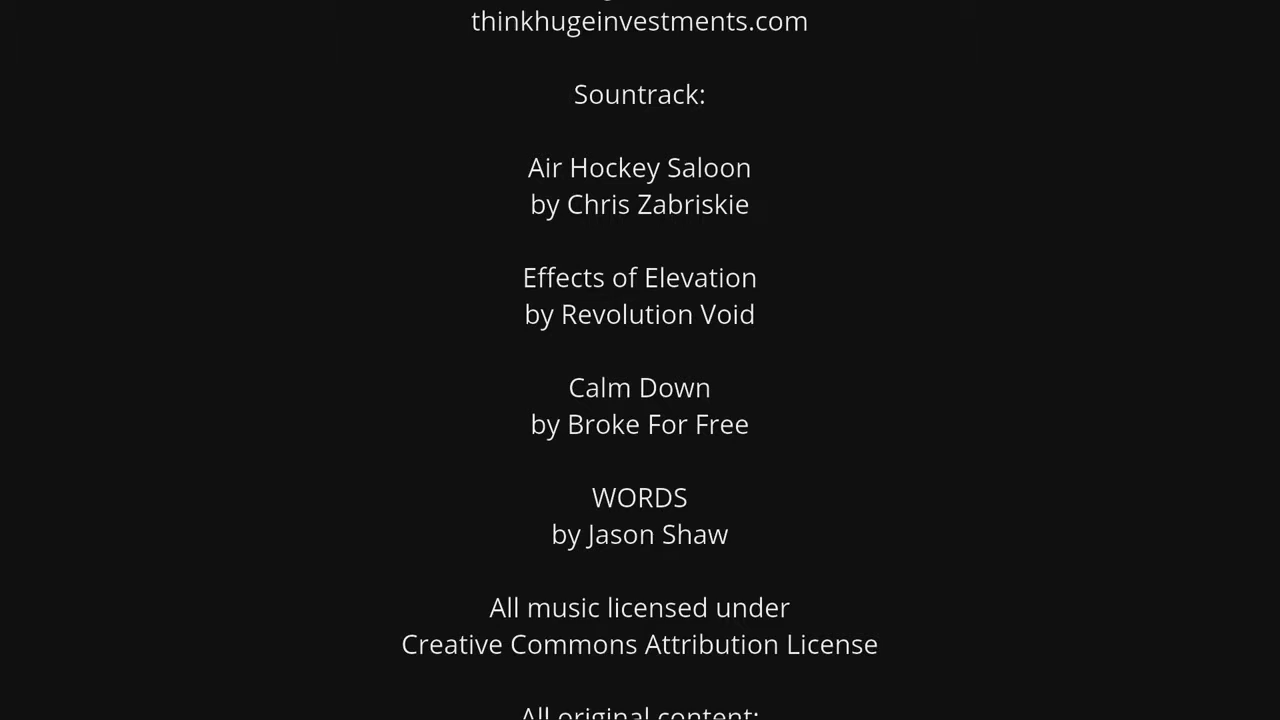 thinkhugeinvestments.com
Sountrack:
Air Hockey Saloon
by Chris Zabriskie
Effects of Elevation
by Revolution Void
Calm Down
by Broke For Free
WORDS
by Jason Shaw
All music licensed under
Creative Commons Attribution License
All original content: